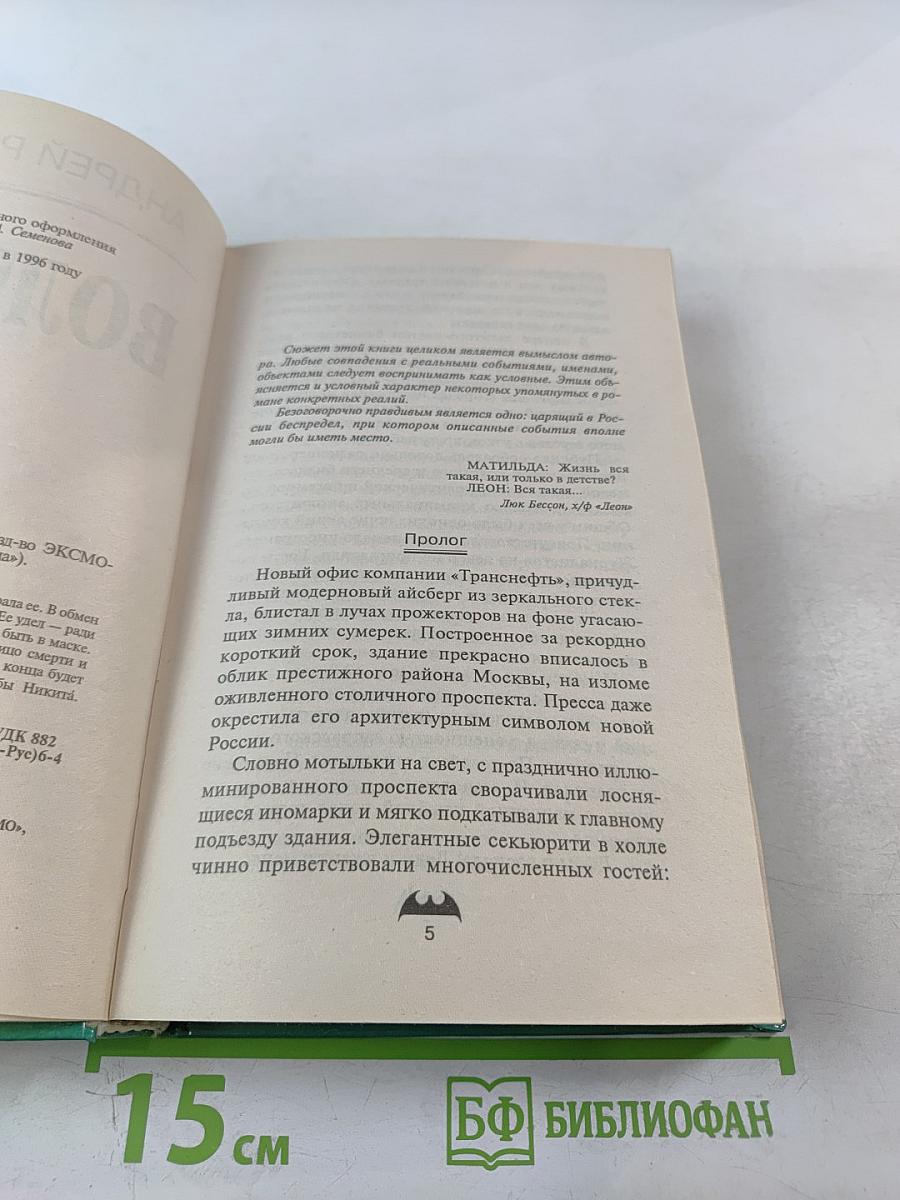 ного оформления
Семенова
в 1996 году
зд-во ЭКСМО-
а»).
рала ее. В обмен
Ее удел — ради
быть в маске.
ицо смерти и
конца будет
бы Никита.
УДК 882
-Рус)6-4
МО»,
Сюжет этой книги целиком является вымыслом авто-
ра. Любые совпадения с реальными событиями, именами,
объектами следует воспринимать как условные. Этим объ-
ясняется и условный характер некоторых упомянутых в ро-
мане конкретных реалий.
Безоговорочно правдивым является одно: царящий в Рос-
сии беспредел, при котором описанные события вполне
могли бы иметь место.
МАТИЛЬДА: Жизнь вся
такая, или только в детстве?
ЛЕОН: Вся такая...
Люк Бессон, х/ф «Леон»
Пролог
Новый офис компании «Транснефть», причуд-
ливый модерновый айсберг из зеркального стек-
ла, блистал в лучах прожекторов на фоне угасаю-
щих зимних сумерек. Построенное за рекордно
короткий срок, здание прекрасно вписалось в
облик престижного района Москвы, на изломе
оживленного столичного проспекта. Пресса даже
окрестила его архитектурным символом новой
России.
Словно мотыльки на свет, с празднично иллю-
минированного проспекта сворачивали лосня-
щиеся иномарки и мягко подкатывали к главному
подъезду здания. Элегантные секьюрити в холле
чинно приветствовали многочисленных гостей:
5
15 см
БФ БИБЛИОФАН